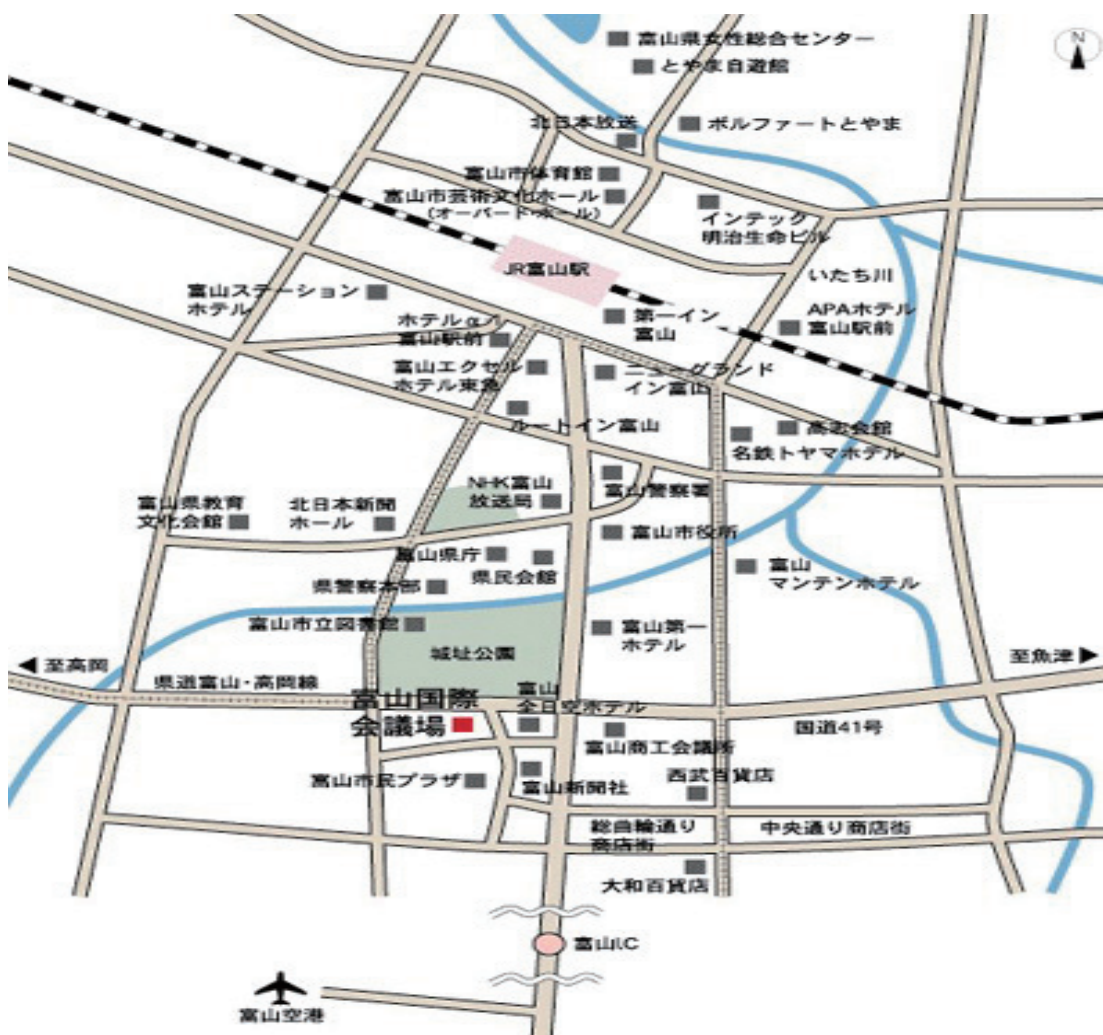 富山県女性総合センター
とやま自遊館
N
北日本放送
ボルファートとやま
富山市体育館
富山市芸術文化ホール
(オーバード・ホール)
インテック
明治生命ビル
JR富山駅
いたち川
富山ステーション
ホテル
第一イン
富山
APAホテル
富山駅前
ホテルα
富山駅前
富山エクセル
ホテル東急
ニューグランド
イン富山
ルートイン富山
高志会館
名鉄トヤマホテル
NHK富山
放送局
富山警察署
富山県教育
文化会館
北日本新聞
ホール
富山市役所
富山県庁
県民会館
富山
マンテンホテル
県警察本部
富山市立図書館
富山第一
ホテル
城址公園
至高岡
至魚津
県道富山・高岡線
富山国際
会議場
富山
全日空ホテル
国道41号
富山商工会議所
富山市民プラザ
富山新聞社
西武百貨店
総曲輪通り
商店街
中央通り商店街
大和百貨店
富山I.C
富山空港